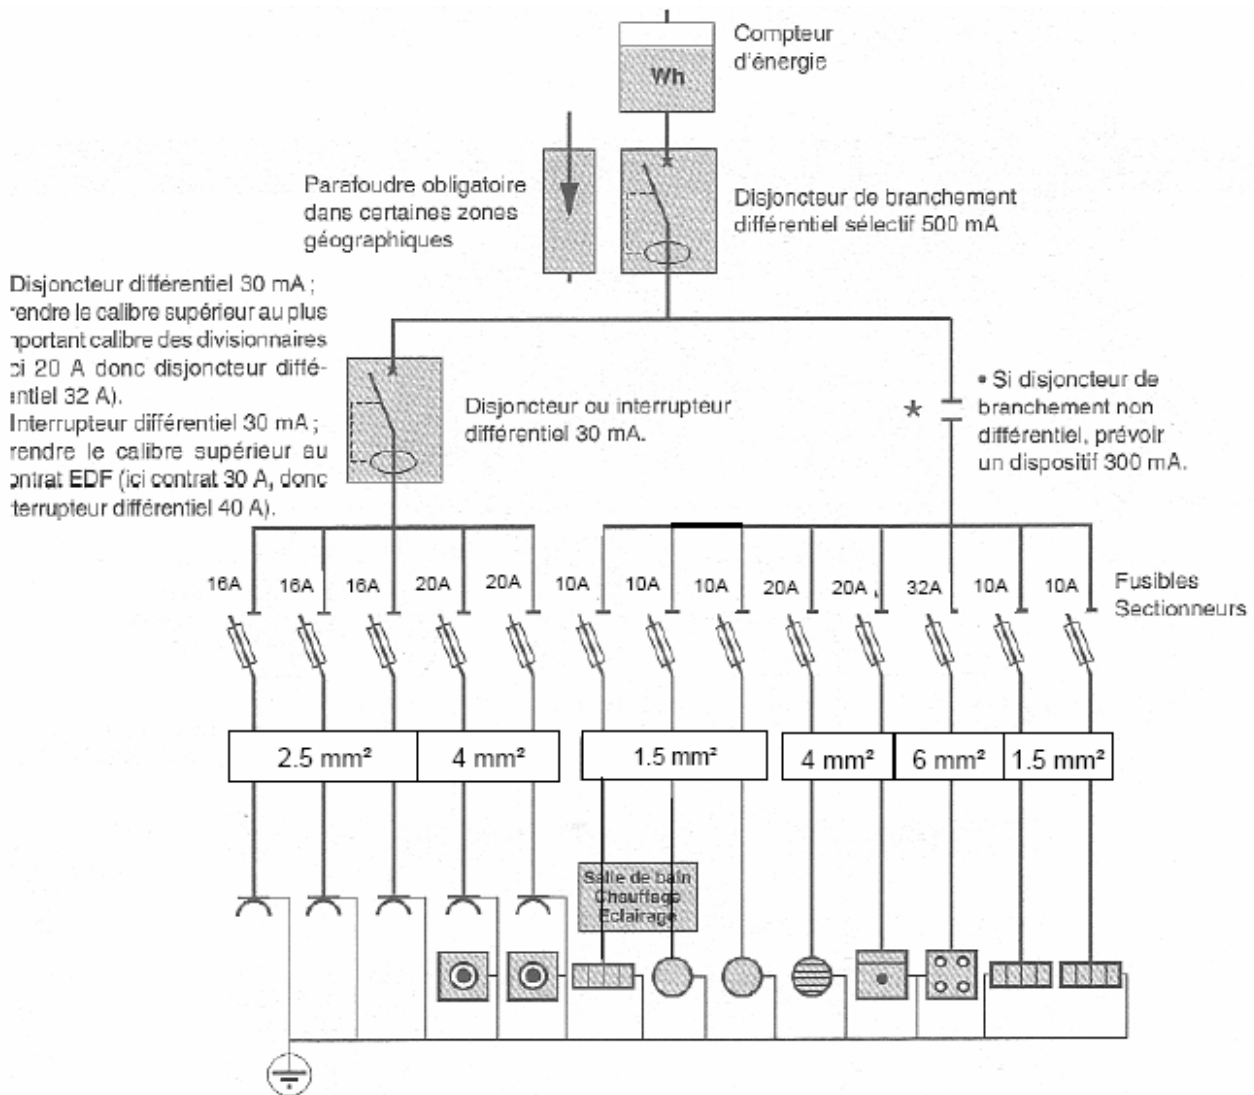 Compteur
d'énergie
Wh
Parafoudre obligatoire
dans certaines zones
géographiques
Disjoncteur de branchement
différentiel sélectif 500 mA
Disjoncteur différentiel 30 mA ;
rendre le calibre supérieur au plus
nportant calibre des divisionnaires
ci 20 A donc disjoncteur diffé-
entiel 32 A).
Interrupteur différentiel 30 mA ;
rendre le calibre supérieur au
ontrat EDF (ici contrat 30 A, donc
terrupteur différentiel 40 A).
Disjoncteur ou interrupteur
différentiel 30 mA.
*
• Si disjoncteur de
branchement non
différentiel, prévoir
un dispositif 300 mA.
16A 16A 16A 20A 20A 10A 10A 10A 20A 20A 32A 10A 10A
Fusibles
Sectionneurs
2.5 mm² 4 mm² 1.5 mm² 4 mm² 6 mm² 1.5 mm²
Salle de bain
Chauffage
Eclairage